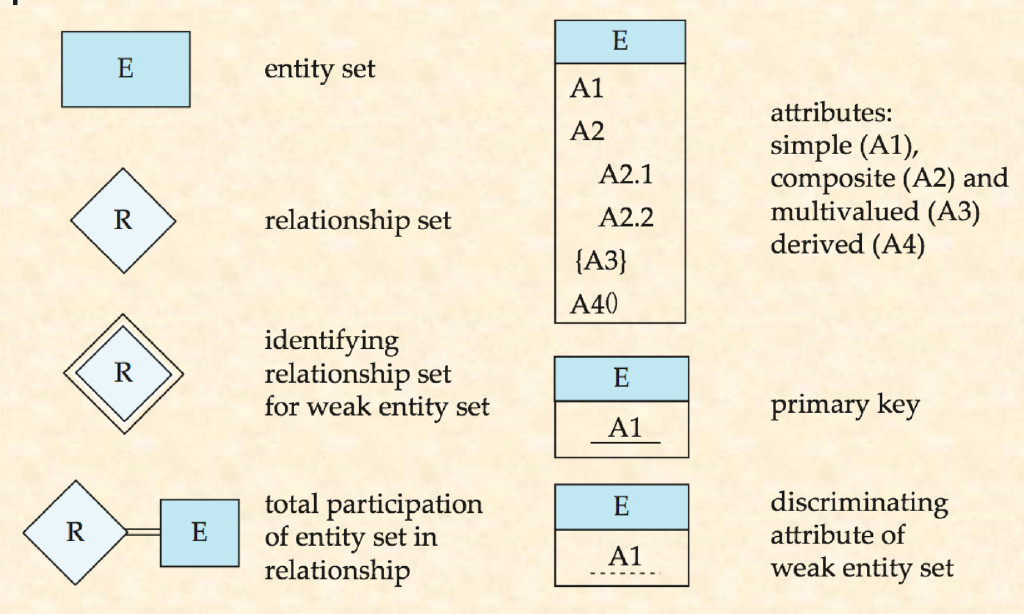 E
entity set
R
relationship set
R
identifying
relationship set
for weak entity set
R
E
total participation
of entity set in
relationship
E
A1
A2
A2.1
A2.2
{A3}
A4()
attributes:
simple (A1),
composite (A2) and
multivalued (A3)
derived (A4)
E
A1
primary key
E
A1
discriminating
attribute of
weak entity set